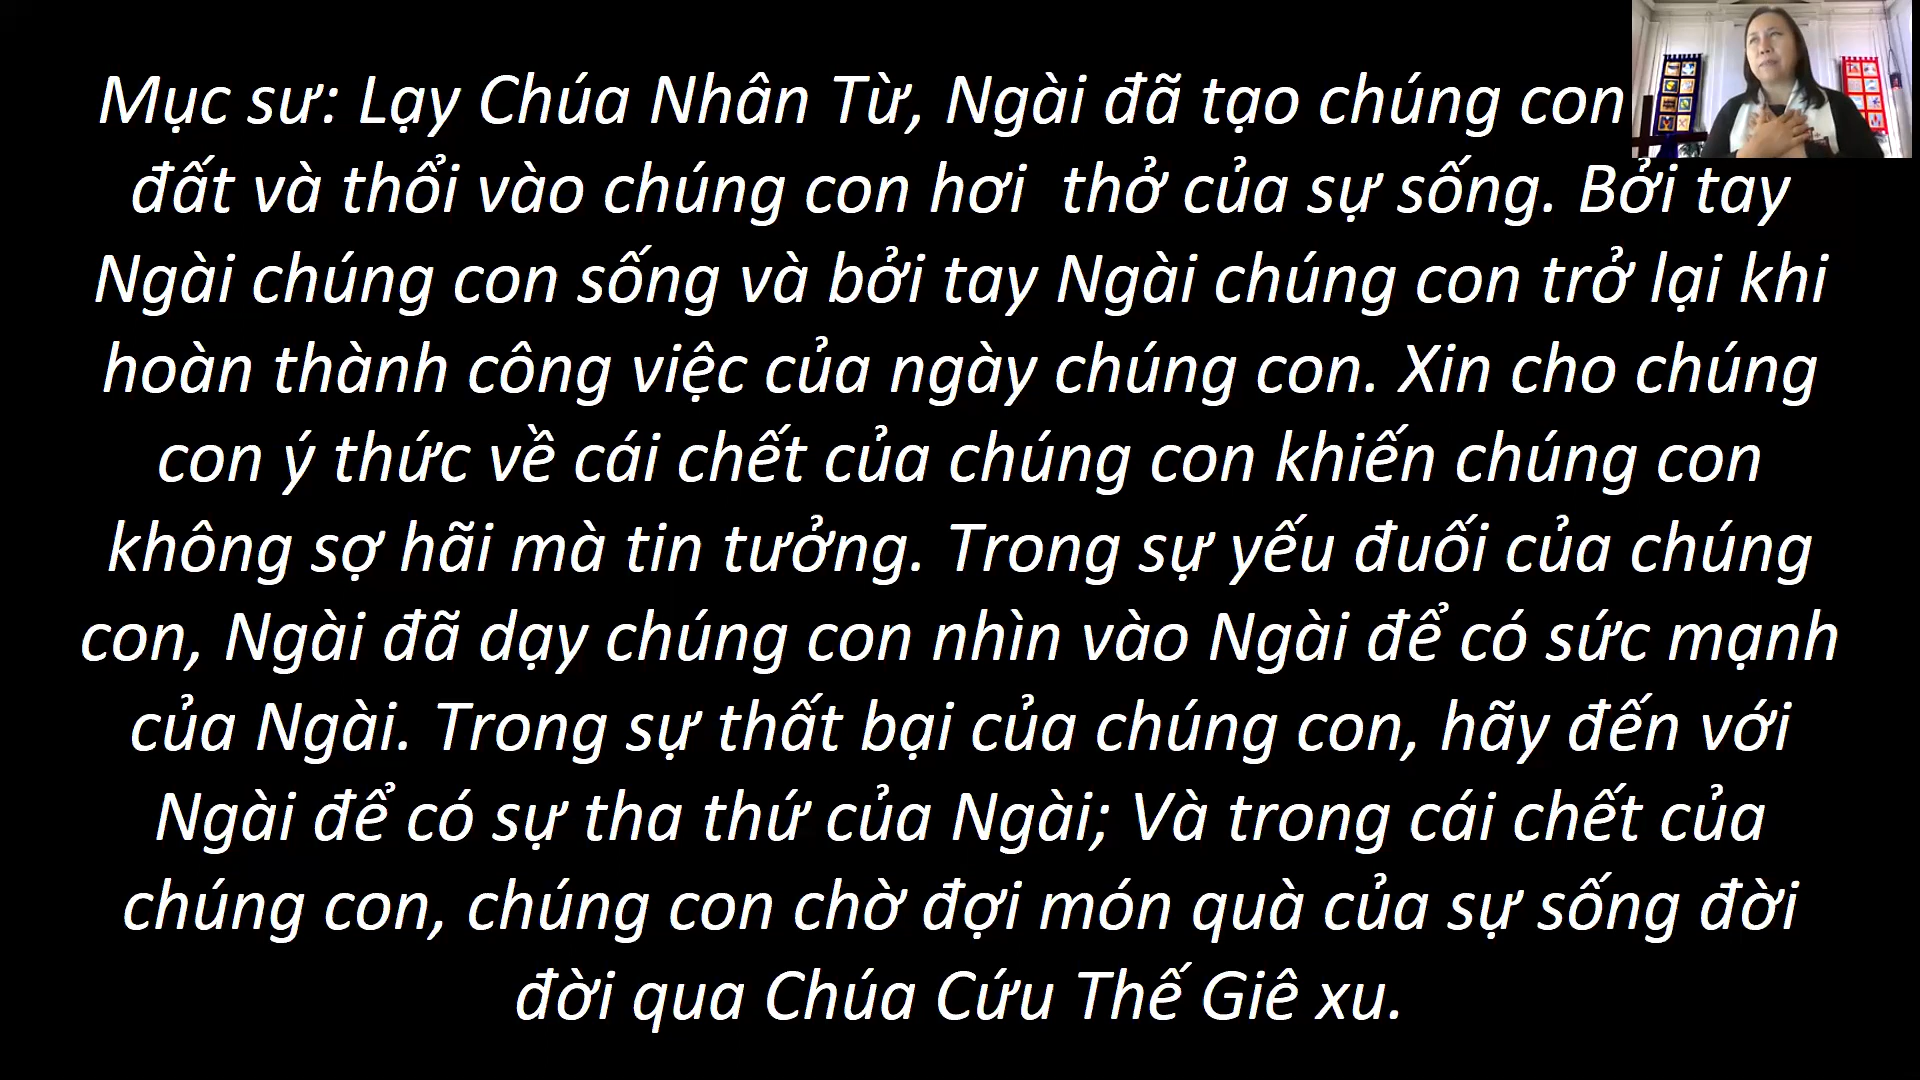 Mục sư: Lạy Chúa Nhân Từ, Ngài đã tạo chúng con
đất và thổi vào chúng con hơi  thở của sự sống. Bởi tay
Ngài chúng con sống và bởi tay Ngài chúng con trở lại khi
hoàn thành công việc của ngày chúng con. Xin cho chúng
con ý thức về cái chết của chúng con khiến chúng con
không sợ hãi mà tin tưởng. Trong sự yếu đuối của chúng
con, Ngài đã dạy chúng con nhìn vào Ngài để có sức mạnh
của Ngài. Trong sự thất bại của chúng con, hãy đến với
Ngài để có sự tha thứ của Ngài; Và trong cái chết của
chúng con, chúng con chờ đợi món quà của sự sống đời
đời qua Chúa Cứu Thế Giê xu.